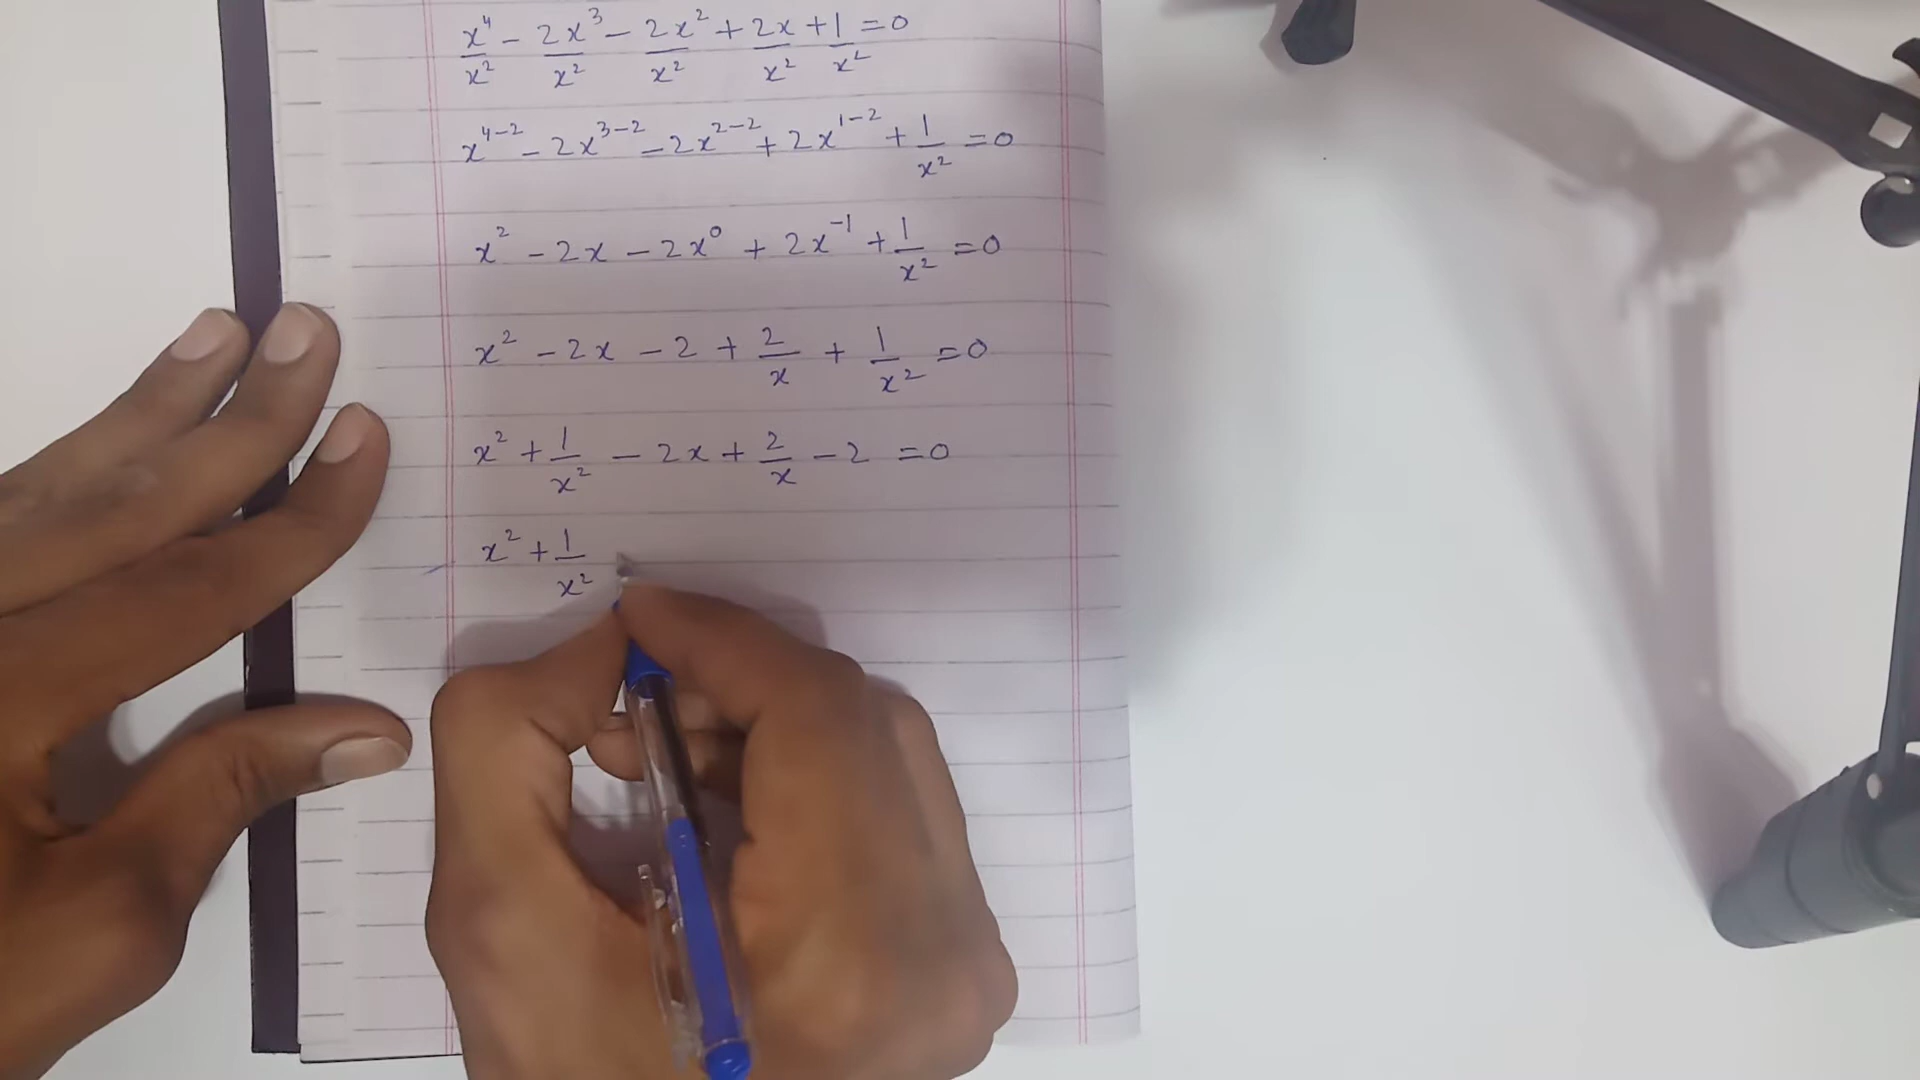 x⁴/x² - 2x³/x² - 2x²/x² + 2x/x² + 1/x² = 0
x⁴⁻² - 2x³⁻² - 2x²⁻² + 2x¹⁻² + 1/x² = 0
x² - 2x - 2x⁰ + 2x⁻¹ + 1/x² = 0
x² - 2x - 2 + 2/x + 1/x² = 0
x² + 1/x² - 2x + 2/x - 2 = 0
x² + 1/x²